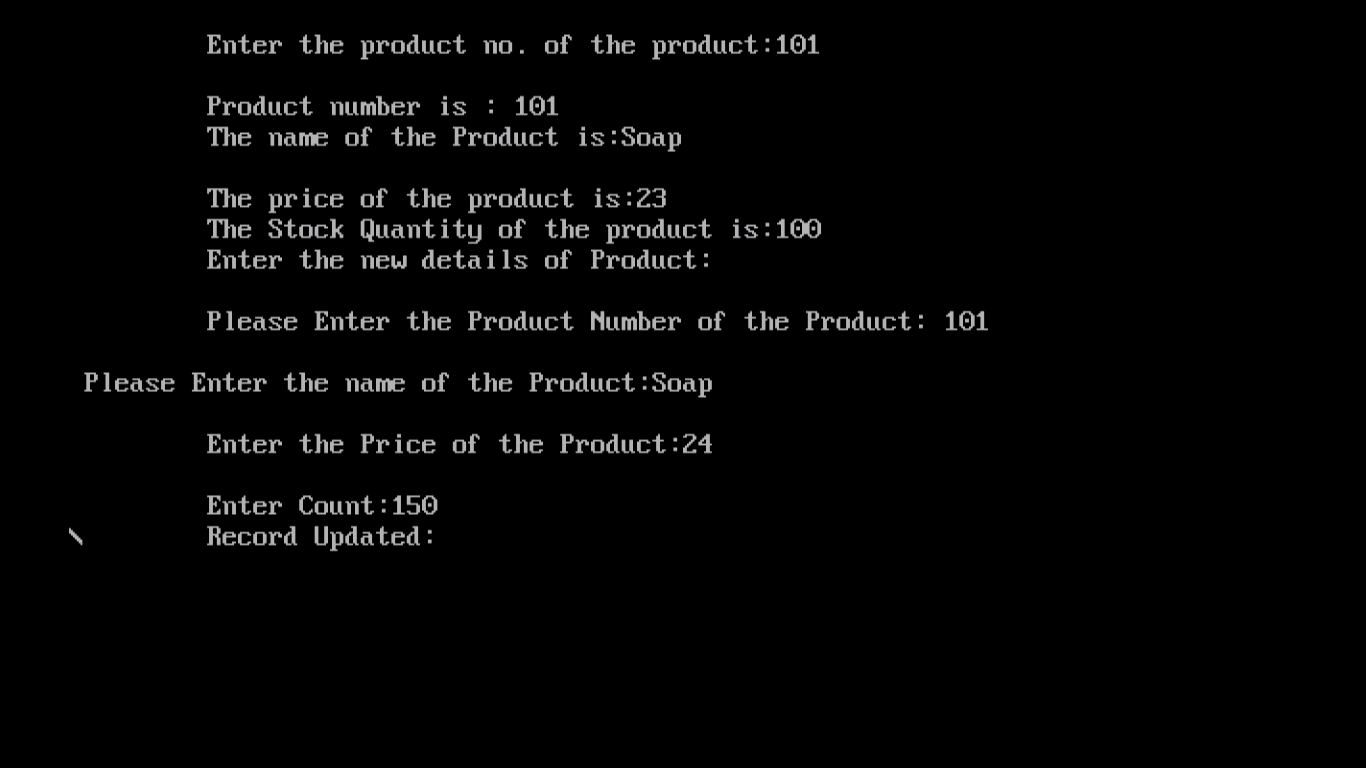 Enter the product no. of the product:101
Product number is : 101
The name of the Product is:Soap
The price of the product is:23
The Stock Quantity of the product is:100
Enter the new details of Product:
Please Enter the Product Number of the Product: 101
Please Enter the name of the Product:Soap
Enter the Price of the Product:24
Enter Count:150
\ Record Updated: